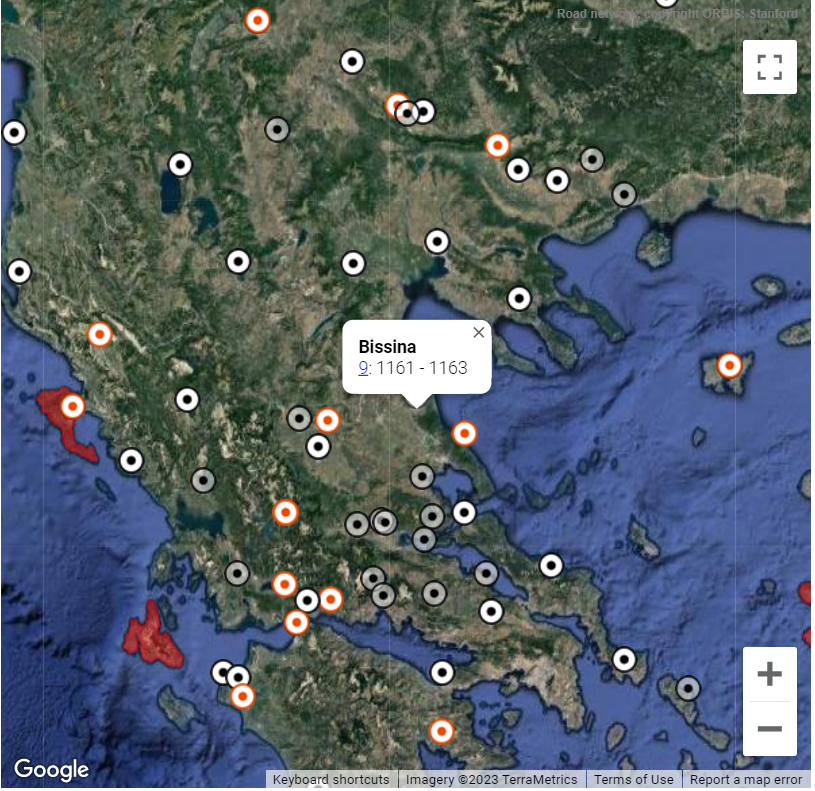 Road network copyright ORBIS: Stanford
Bissina
9: 1161 - 1163
Google
Keyboard shortcuts
Imagery ©2023 TerraMetrics
Terms of Use
Report a map error